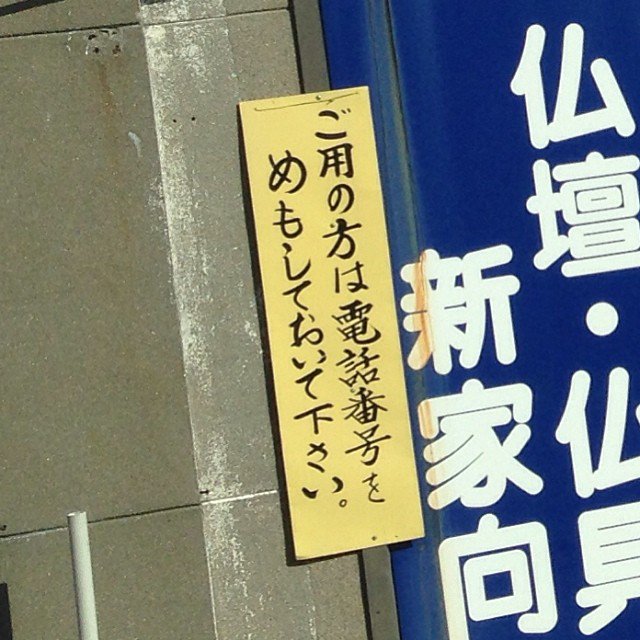 仏壇・仏具
新家向
ご用の方は電話番号を
めもしておいて下さい。